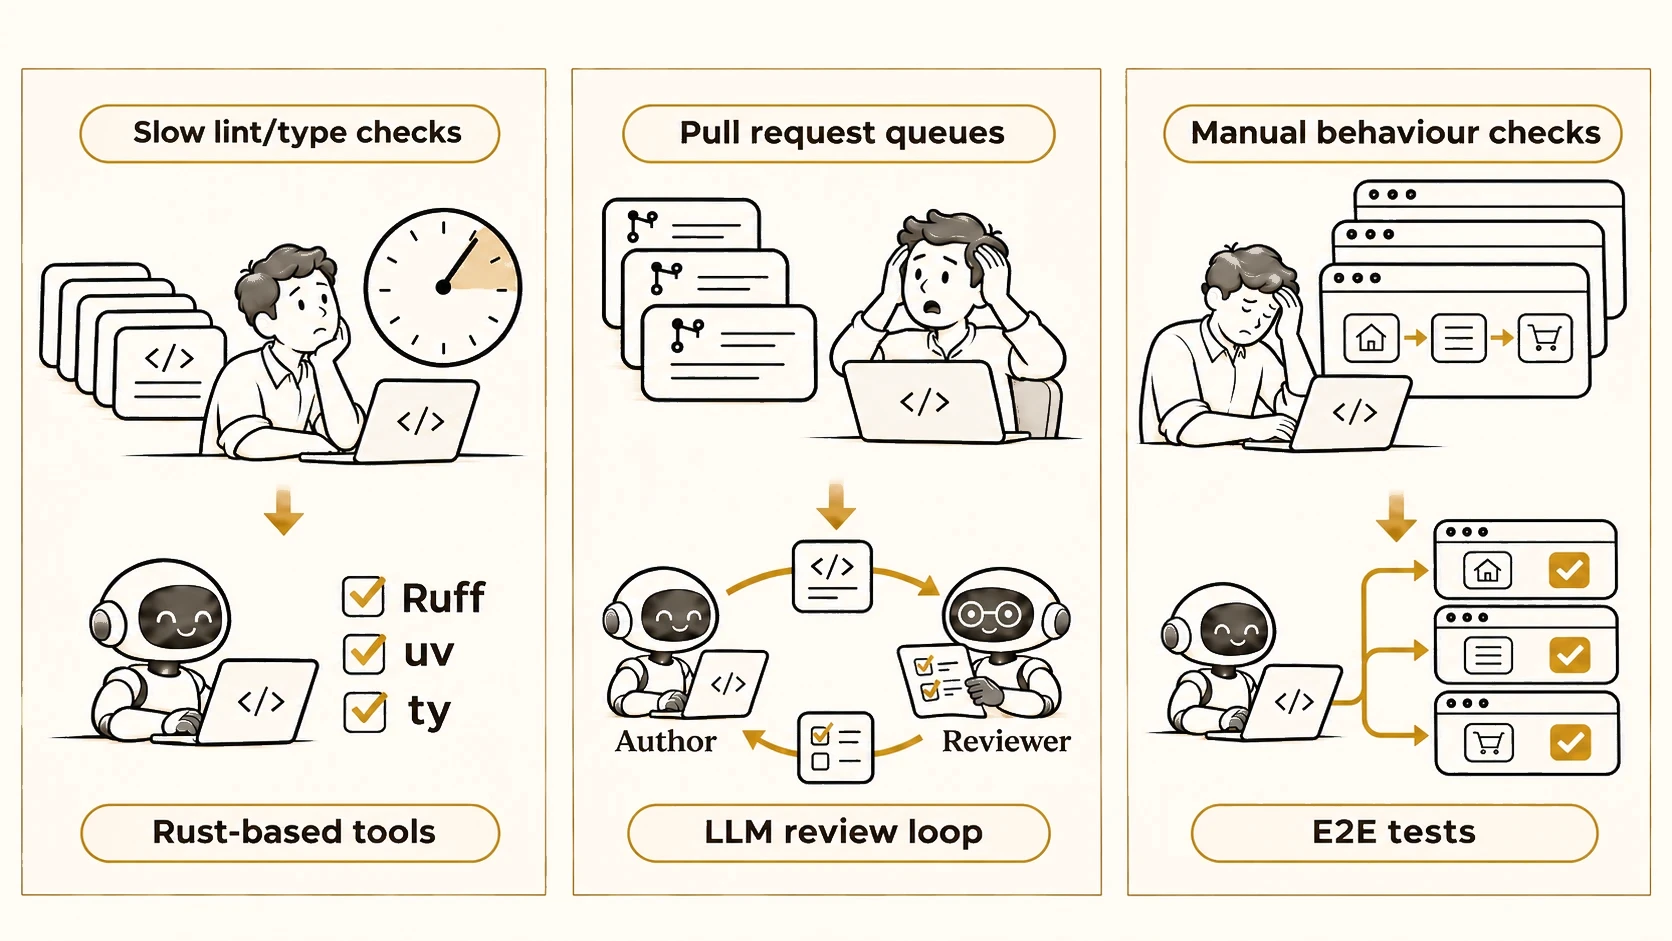 Slow lint/type checks
</>
</>
Ruff
uv
ty
</>
Rust-based tools
Pull request queues
</>
</>
</>
Author
Reviewer
LLM review loop
Manual behaviour checks
</>
</>
E2E tests